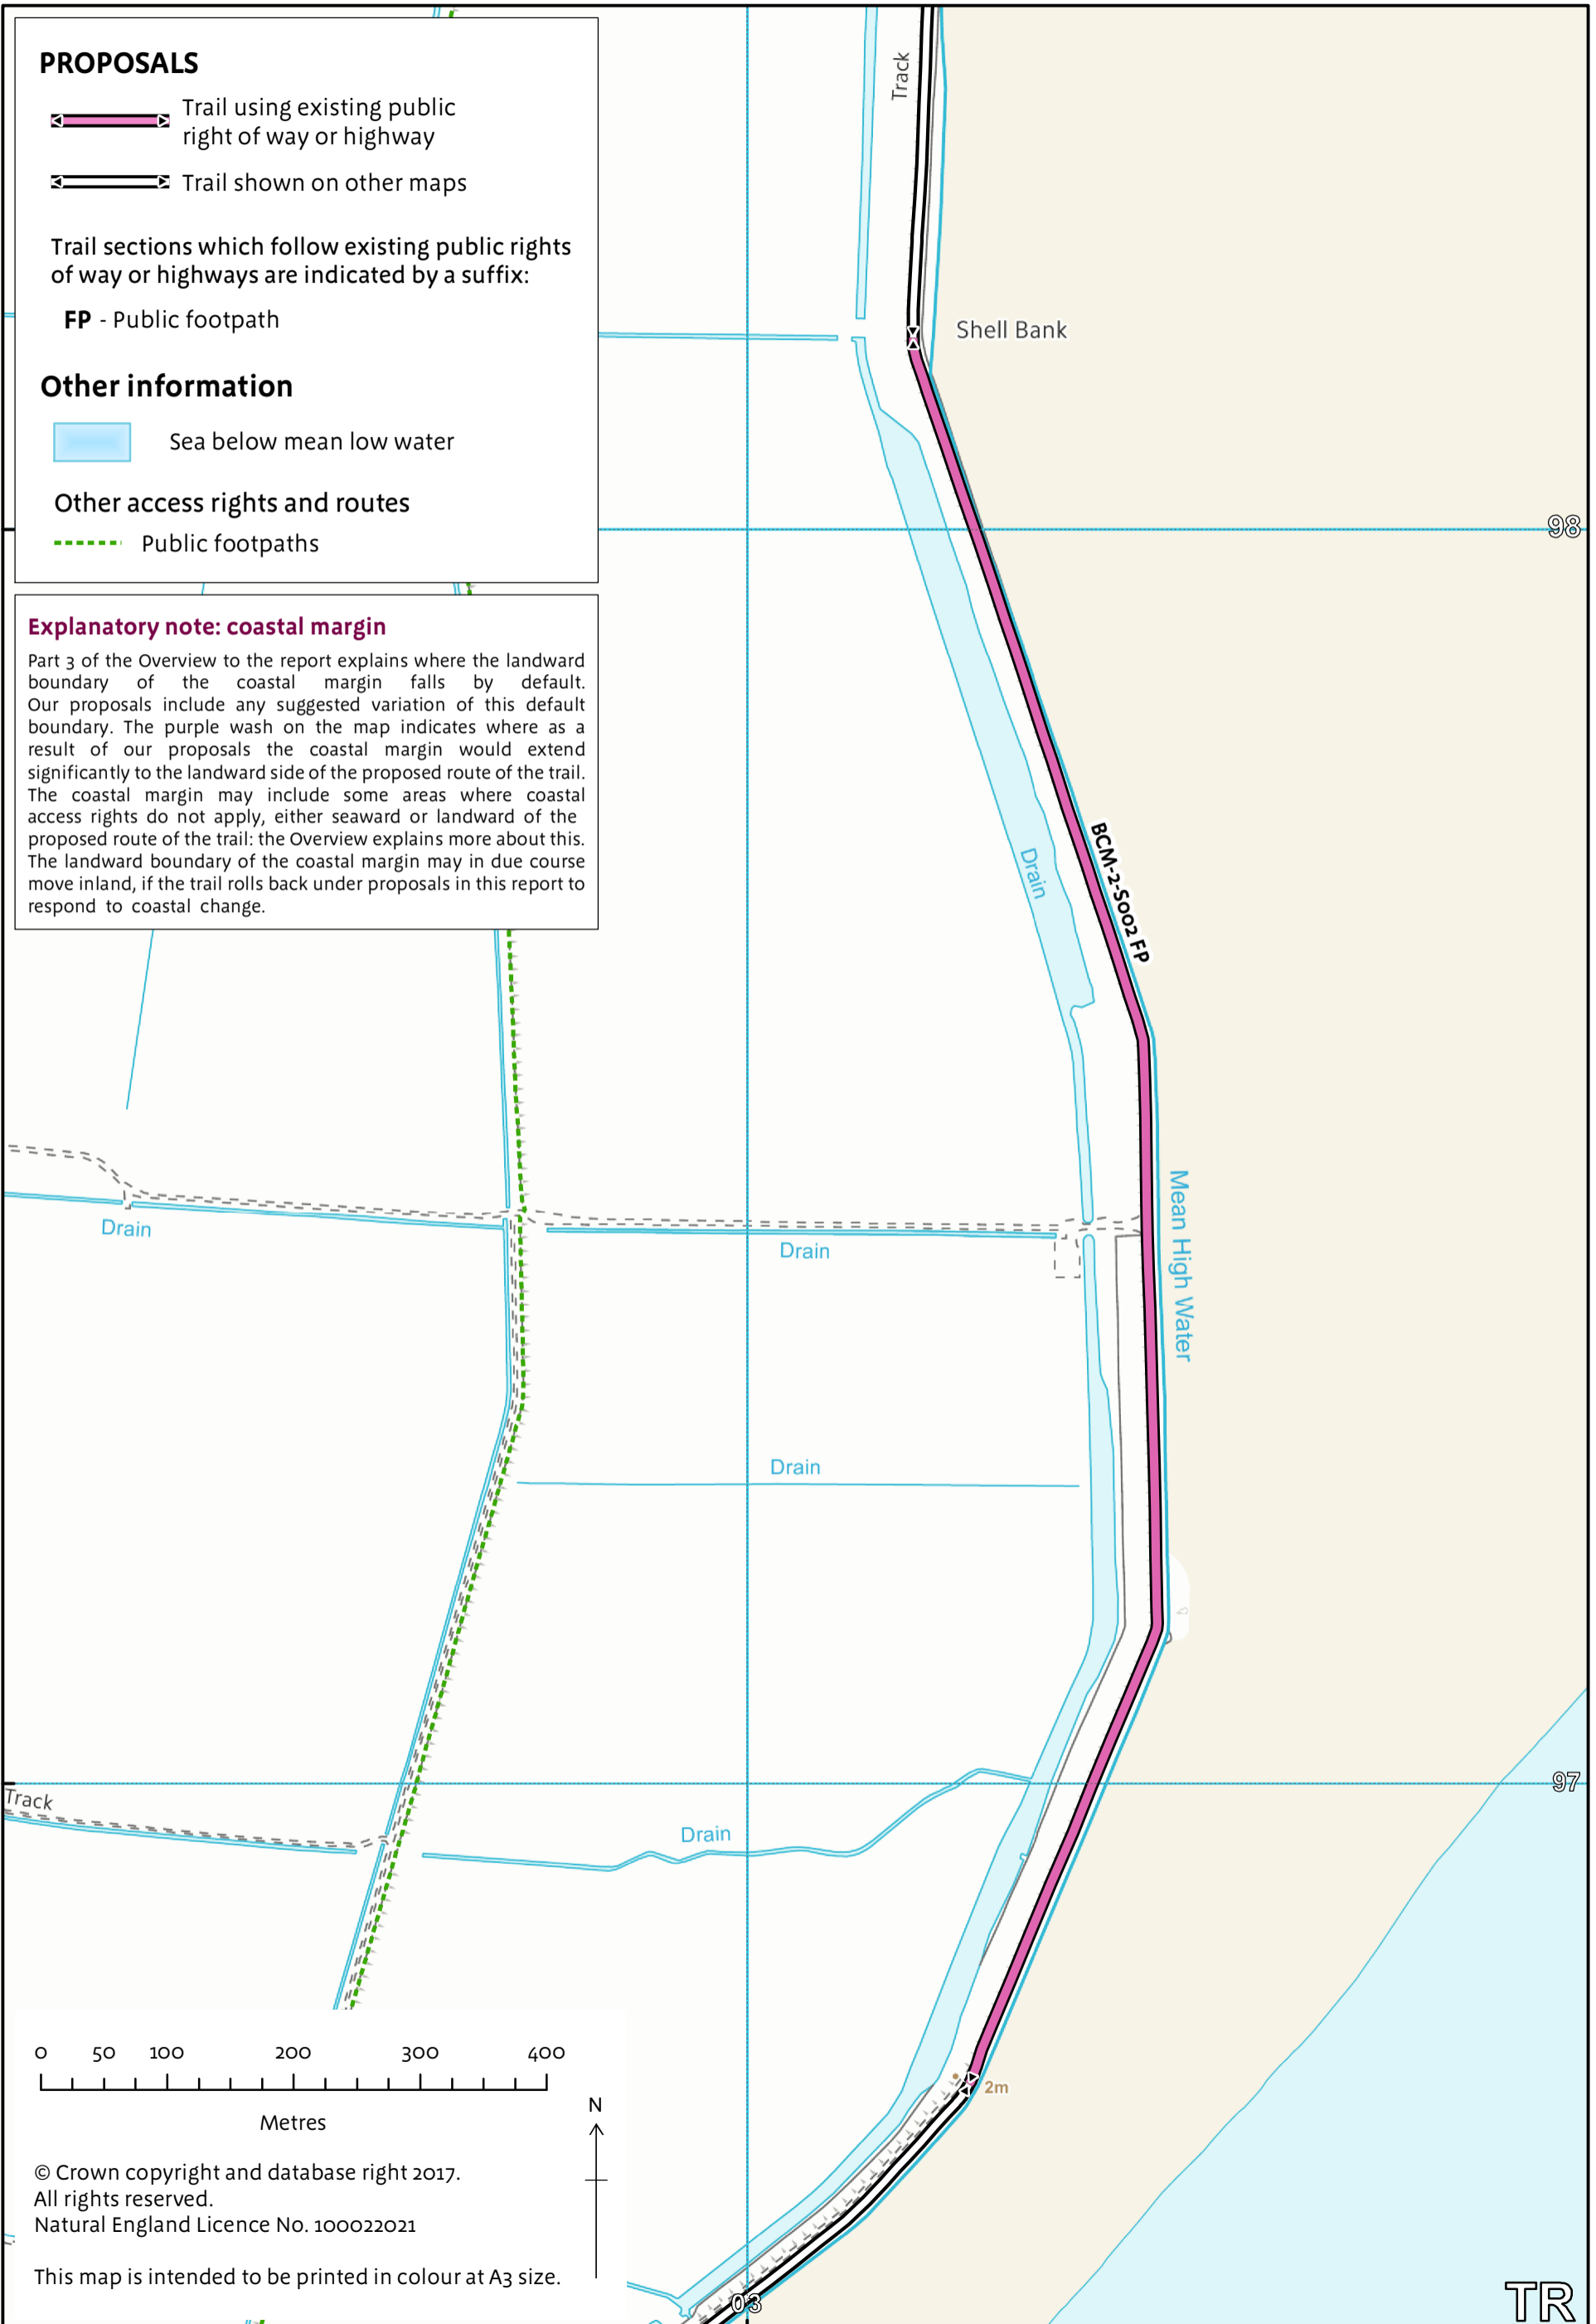 PROPOSALS
Trail using existing public
right of way or highway
Trail shown on other maps
Trail sections which follow existing public rights
of way or highways are indicated by a suffix:
FP - Public footpath
Other information
Sea below mean low water
Other access rights and routes
Public footpaths
Explanatory note: coastal margin
Part 3 of the Overview to the report explains where the landward
boundary of the coastal margin falls by default.
Our proposals include any suggested variation of this default
boundary. The purple wash on the map indicates where as a
result of our proposals the coastal margin would extend
significantly to the landward side of the proposed route of the trail.
The coastal margin may include some areas where coastal
access rights do not apply, either seaward or landward of the
proposed route of the trail: the Overview explains more about this.
The landward boundary of the coastal margin may in due course
move inland, if the trail rolls back under proposals in this report to
respond to coastal change.
Track
Shell Bank
98
Drain
BCM-2-S002 FP
Mean High Water
Drain
Drain
Drain
97
Track
Drain
2m
0 50 100 200 300 400
Metres
N
© Crown copyright and database right 2017.
All rights reserved.
Natural England Licence No. 100022021
This map is intended to be printed in colour at A3 size.
03
TR